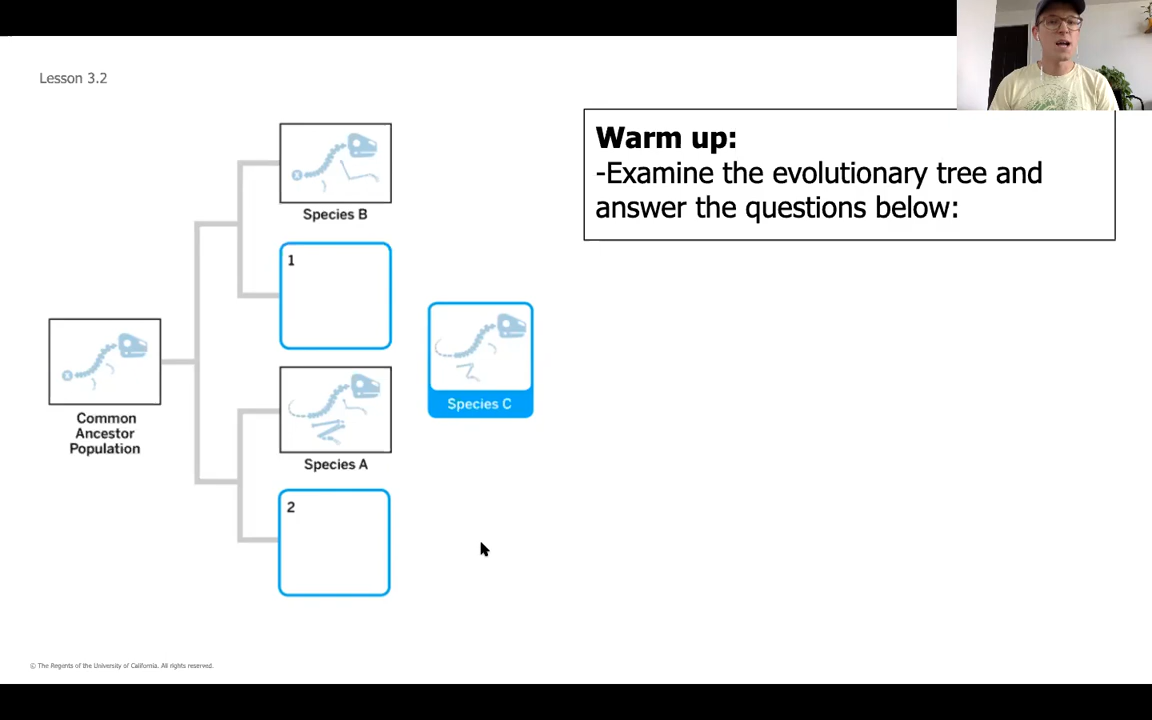 Lesson 3.2
Warm up:
-Examine the evolutionary tree and
answer the questions below:
Species B
1
Species C
Common
Ancestor
Population
Species A
2
© The Regents of the University of California. All rights reserved.